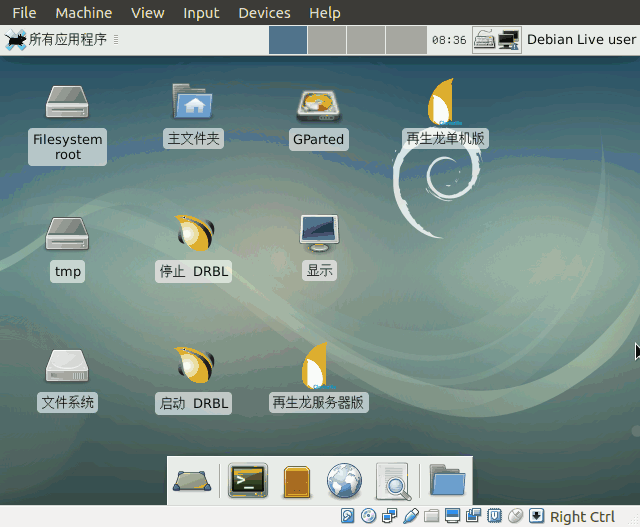 File Machine View Input Devices Help
所有应用程序 08:36 Debian Live user
Filesystem
root
主文件夹
GParted
再生龙单机版
tmp
停止 DRBL
显示
文件系统
启动 DRBL
再生龙服务器版
Right Ctrl